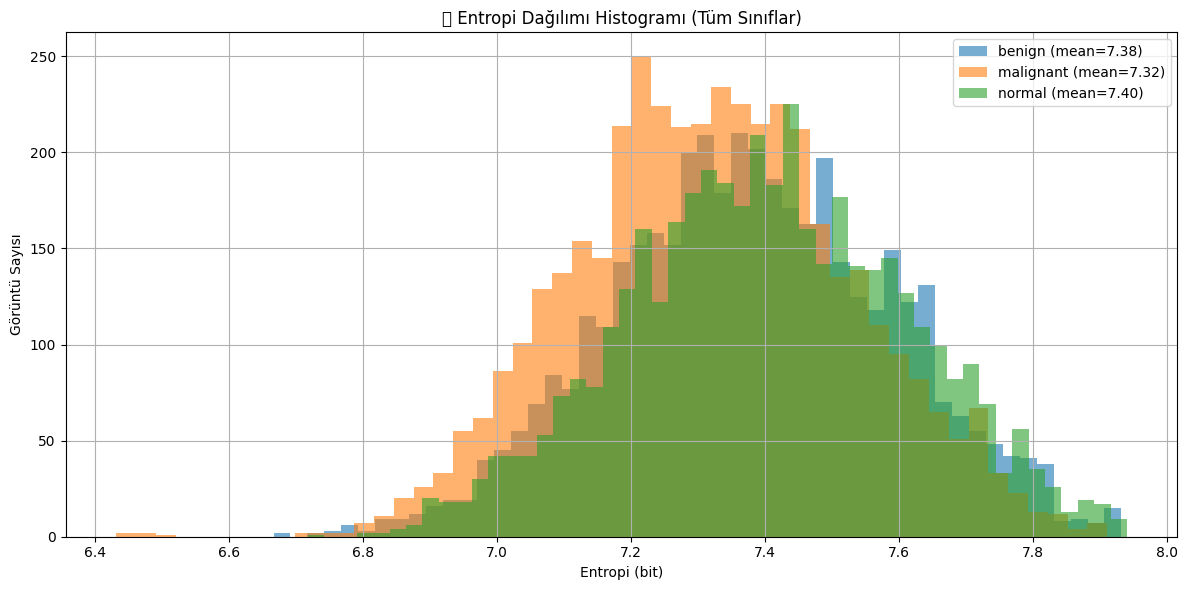 ▯ Entropi Dağılımı Histogramı (Tüm Sınıflar)
benign (mean=7.38)
malignant (mean=7.32)
normal (mean=7.40)
Görüntü Sayısı
250
200
150
100
50
0
6.4 6.6 6.8 7.0 7.2 7.4 7.6 7.8 8.0
Entropi (bit)